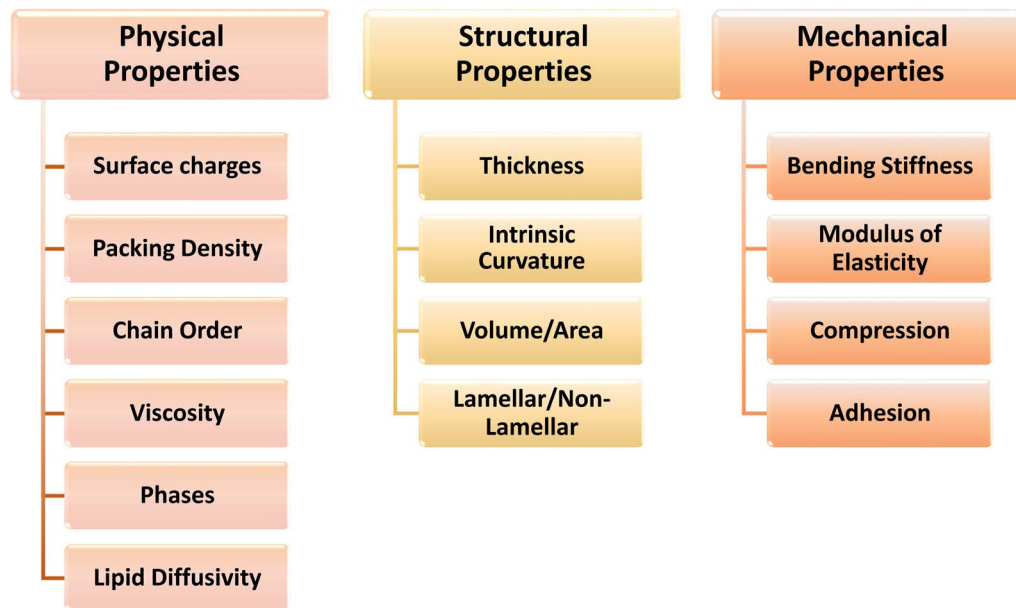 Physical
Properties
Surface charges
Packing Density
Chain Order
Viscosity
Phases
Lipid Diffusivity
Structural
Properties
Thickness
Intrinsic
Curvature
Volume/Area
Lamellar/Non-
Lamellar
Mechanical
Properties
Bending Stiffness
Modulus of
Elasticity
Compression
Adhesion